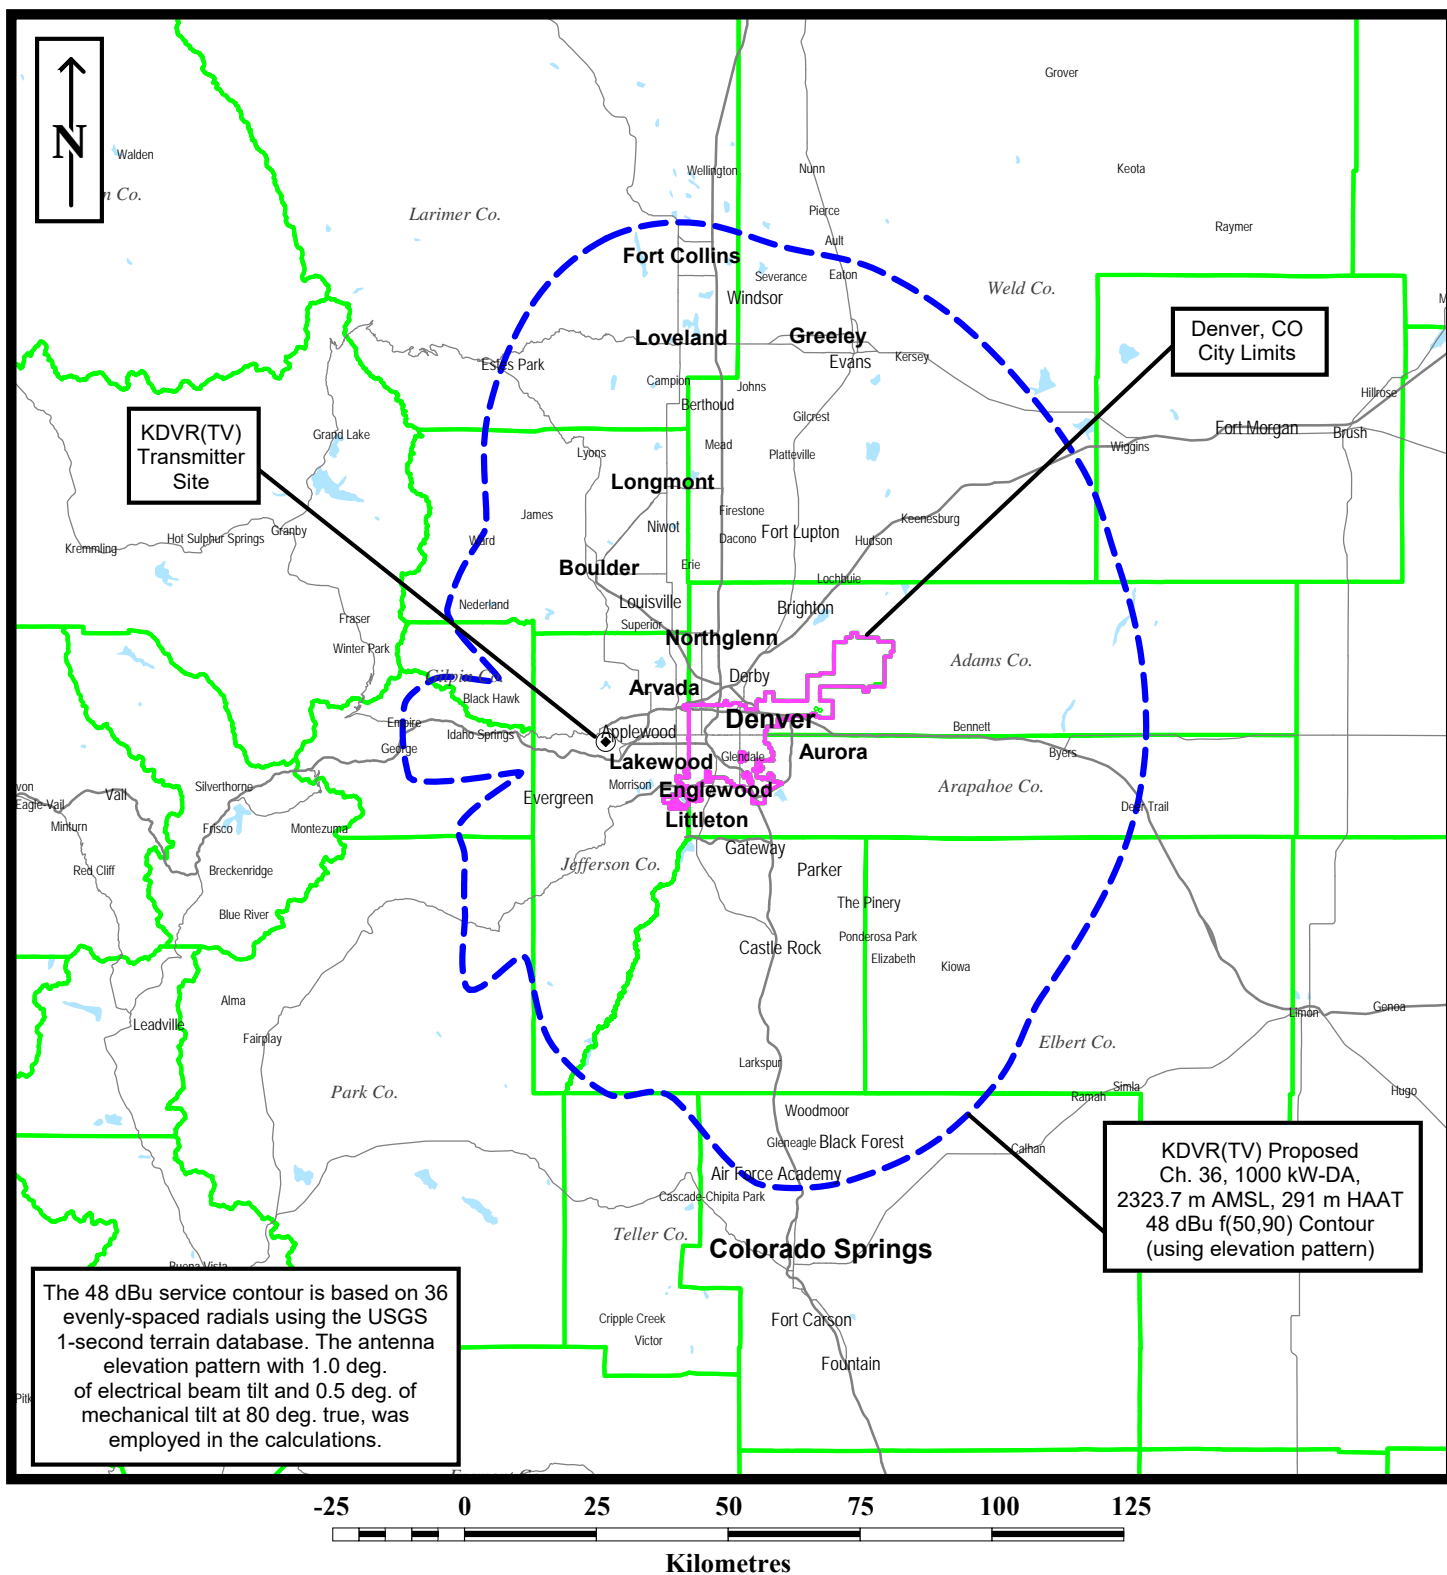 N
Grover
Walden
n Co.
Larimer Co.
Wellington
Nunn
Keota
Pierce
Raymer
Ault
Fort Collins
Severance
Eaton
Weld Co.
Windsor
Denver, CO
City Limits
Loveland
Greeley
Evans
Kersey
Estes Park
Campion
Johns
Hillrose
Berthoud
Gilcrest
KDVR(TV)
Transmitter
Site
Grand Lake
Mead
Fort Morgan
Brush
Lyons
Platteville
Wiggins
Longmont
James
Firestone
Keenesburg
Niwot
Fort Lupton
Kremmling
Hot Sulphur Springs
Granby
Ward
Dacono
Hudson
Boulder
Erie
Lochbuie
Nederland
Louisville
Brighton
Fraser
Superior
Northglenn
Winter Park
Adams Co.
Gilpin Co.
Derby
Black Hawk
Arvada
Empire
Idaho Springs
Applewood
Denver
Bennett
George
Lakewood
Glendale
Aurora
Byers
von
Eagle-Vail
Vail
Silverthorne
Evergreen
Morrison
Englewood
Arapahoe Co.
Deer Trail
Minturn
Frisco
Montezuma
Littleton
Gateway
Red Cliff
Breckenridge
Jefferson Co.
Parker
Blue River
The Pinery
Ponderosa Park
Castle Rock
Elizabeth
Kiowa
Alma
Leadville
Fairplay
Limon
Genoa
Elbert Co.
Larkspur
Park Co.
Simla
Ramah
Hugo
Woodmoor
Gleneagle
Black Forest
Calhan
Air Force Academy
Cascade-Chipita Park
KDVR(TV) Proposed
Ch. 36, 1000 kW-DA,
2323.7 m AMSL, 291 m HAAT
48 dBu f(50,90) Contour
(using elevation pattern)
Teller Co.
Colorado Springs
Buena Vista
The 48 dBu service contour is based on 36
evenly-spaced radials using the USGS
1-second terrain database. The antenna
elevation pattern with 1.0 deg.
of electrical beam tilt and 0.5 deg. of
mechanical tilt at 80 deg. true, was
employed in the calculations.
Cripple Creek
Victor
Fort Carson
Fountain
-25 0 25 50 75 100 125
Kilometres